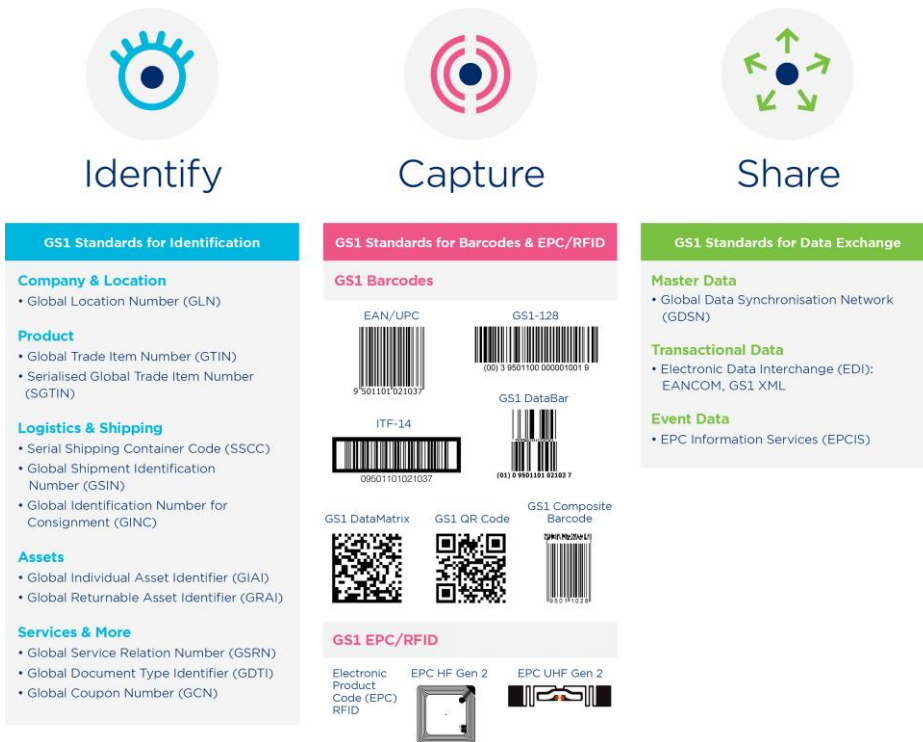 Identify
Capture
Share
GS1 Standards for Identification
Company & Location
• Global Location Number (GLN)
Product
• Global Trade Item Number (GTIN)
• Serialised Global Trade Item Number
(SGTIN)
Logistics & Shipping
• Serial Shipping Container Code (SSCC)
• Global Shipment Identification
Number (GSIN)
• Global Identification Number for
Consignment (GINC)
Assets
• Global Individual Asset Identifier (GIAI)
• Global Returnable Asset Identifier (GRAI)
Services & More
• Global Service Relation Number (GSRN)
• Global Document Type Identifier (GDTI)
• Global Coupon Number (GCN)
GS1 Standards for Barcodes & EPC/RFID
GS1 Barcodes
EAN/UPC
9 501101 021037
GS1-128
(00) 3 9501100 000001001 9
ITF-14
09501101021037
GS1 DataBar
(01) 0 9501101 02103 7
GS1 DataMatrix
GS1 QR Code
GS1 Composite
Barcode
GS1 EPC/RFID
Electronic
Product
Code (EPC)
RFID
EPC HF Gen 2
EPC UHF Gen 2
GS1 Standards for Data Exchange
Master Data
• Global Data Synchronisation Network
(GDSN)
Transactional Data
• Electronic Data Interchange (EDI):
EANCOM, GS1 XML
Event Data
• EPC Information Services (EPCIS)